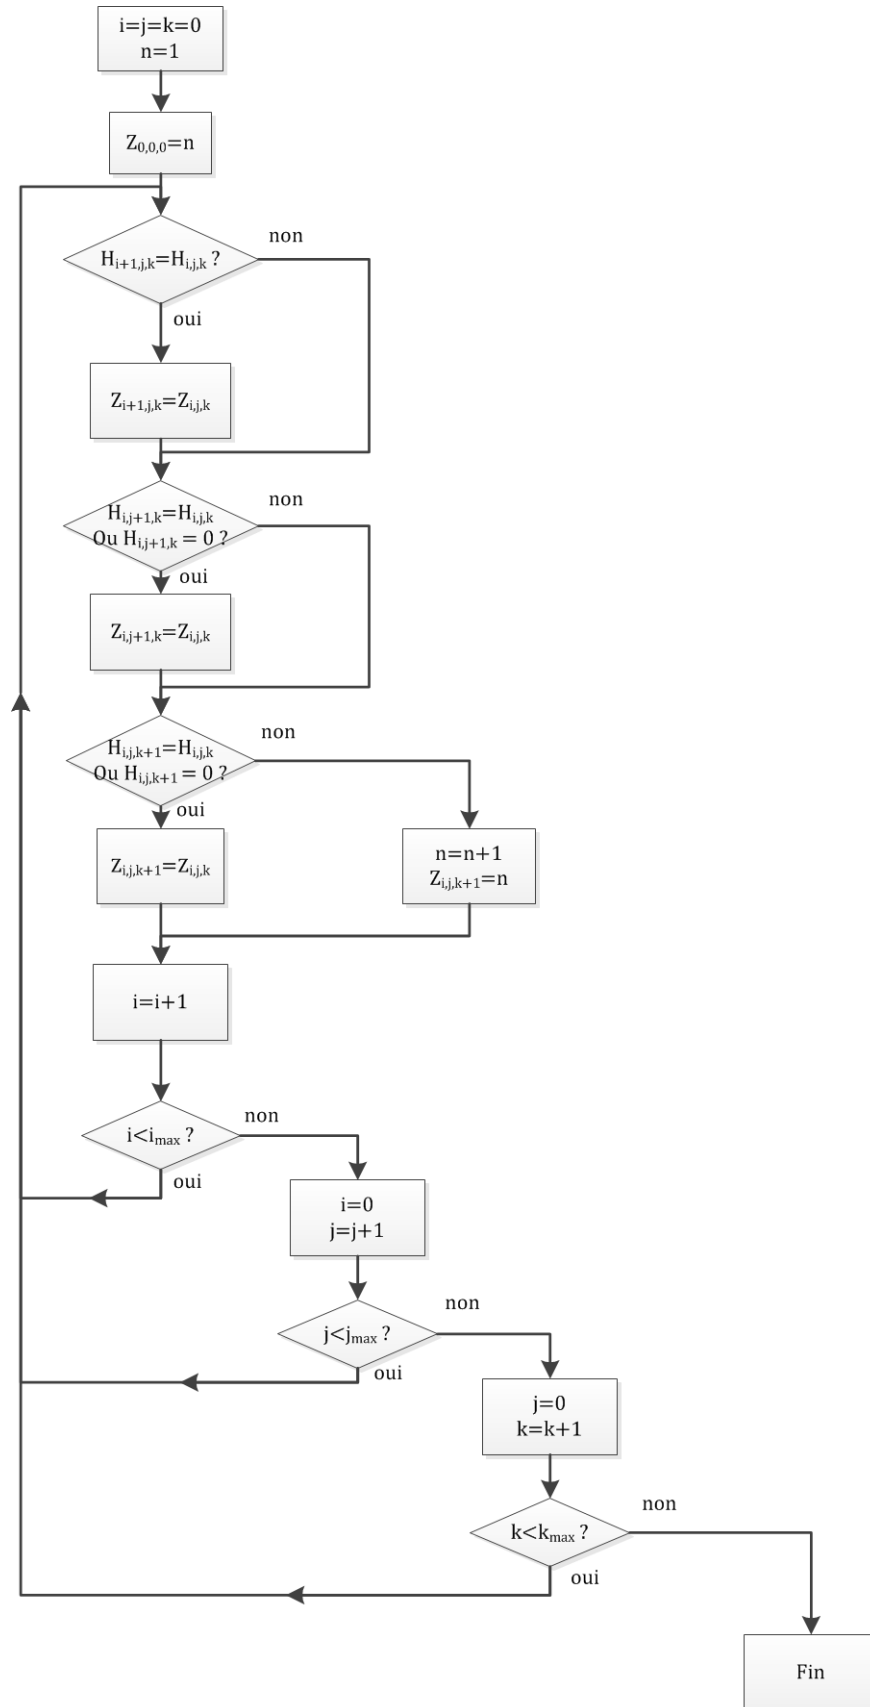 i=j=k=0
n=1
Z0,0,0=n
Hi+1,j,k=Hi,j,k ?
non
oui
Zi+1,j,k=Zi,j,k
Hi,j+1,k=Hi,j,k
Ou Hi,j+1,k = 0 ?
non
oui
Zi,j+1,k=Zi,j,k
Hi,j,k+1=Hi,j,k
Ou Hi,j,k+1 = 0 ?
non
oui
Zi,j,k+1=Zi,j,k
n=n+1
Zi,j,k+1=n
i=i+1
i<imax ?
non
oui
i=0
j=j+1
j<jmax ?
non
oui
j=0
k=k+1
k<kmax ?
non
oui
Fin